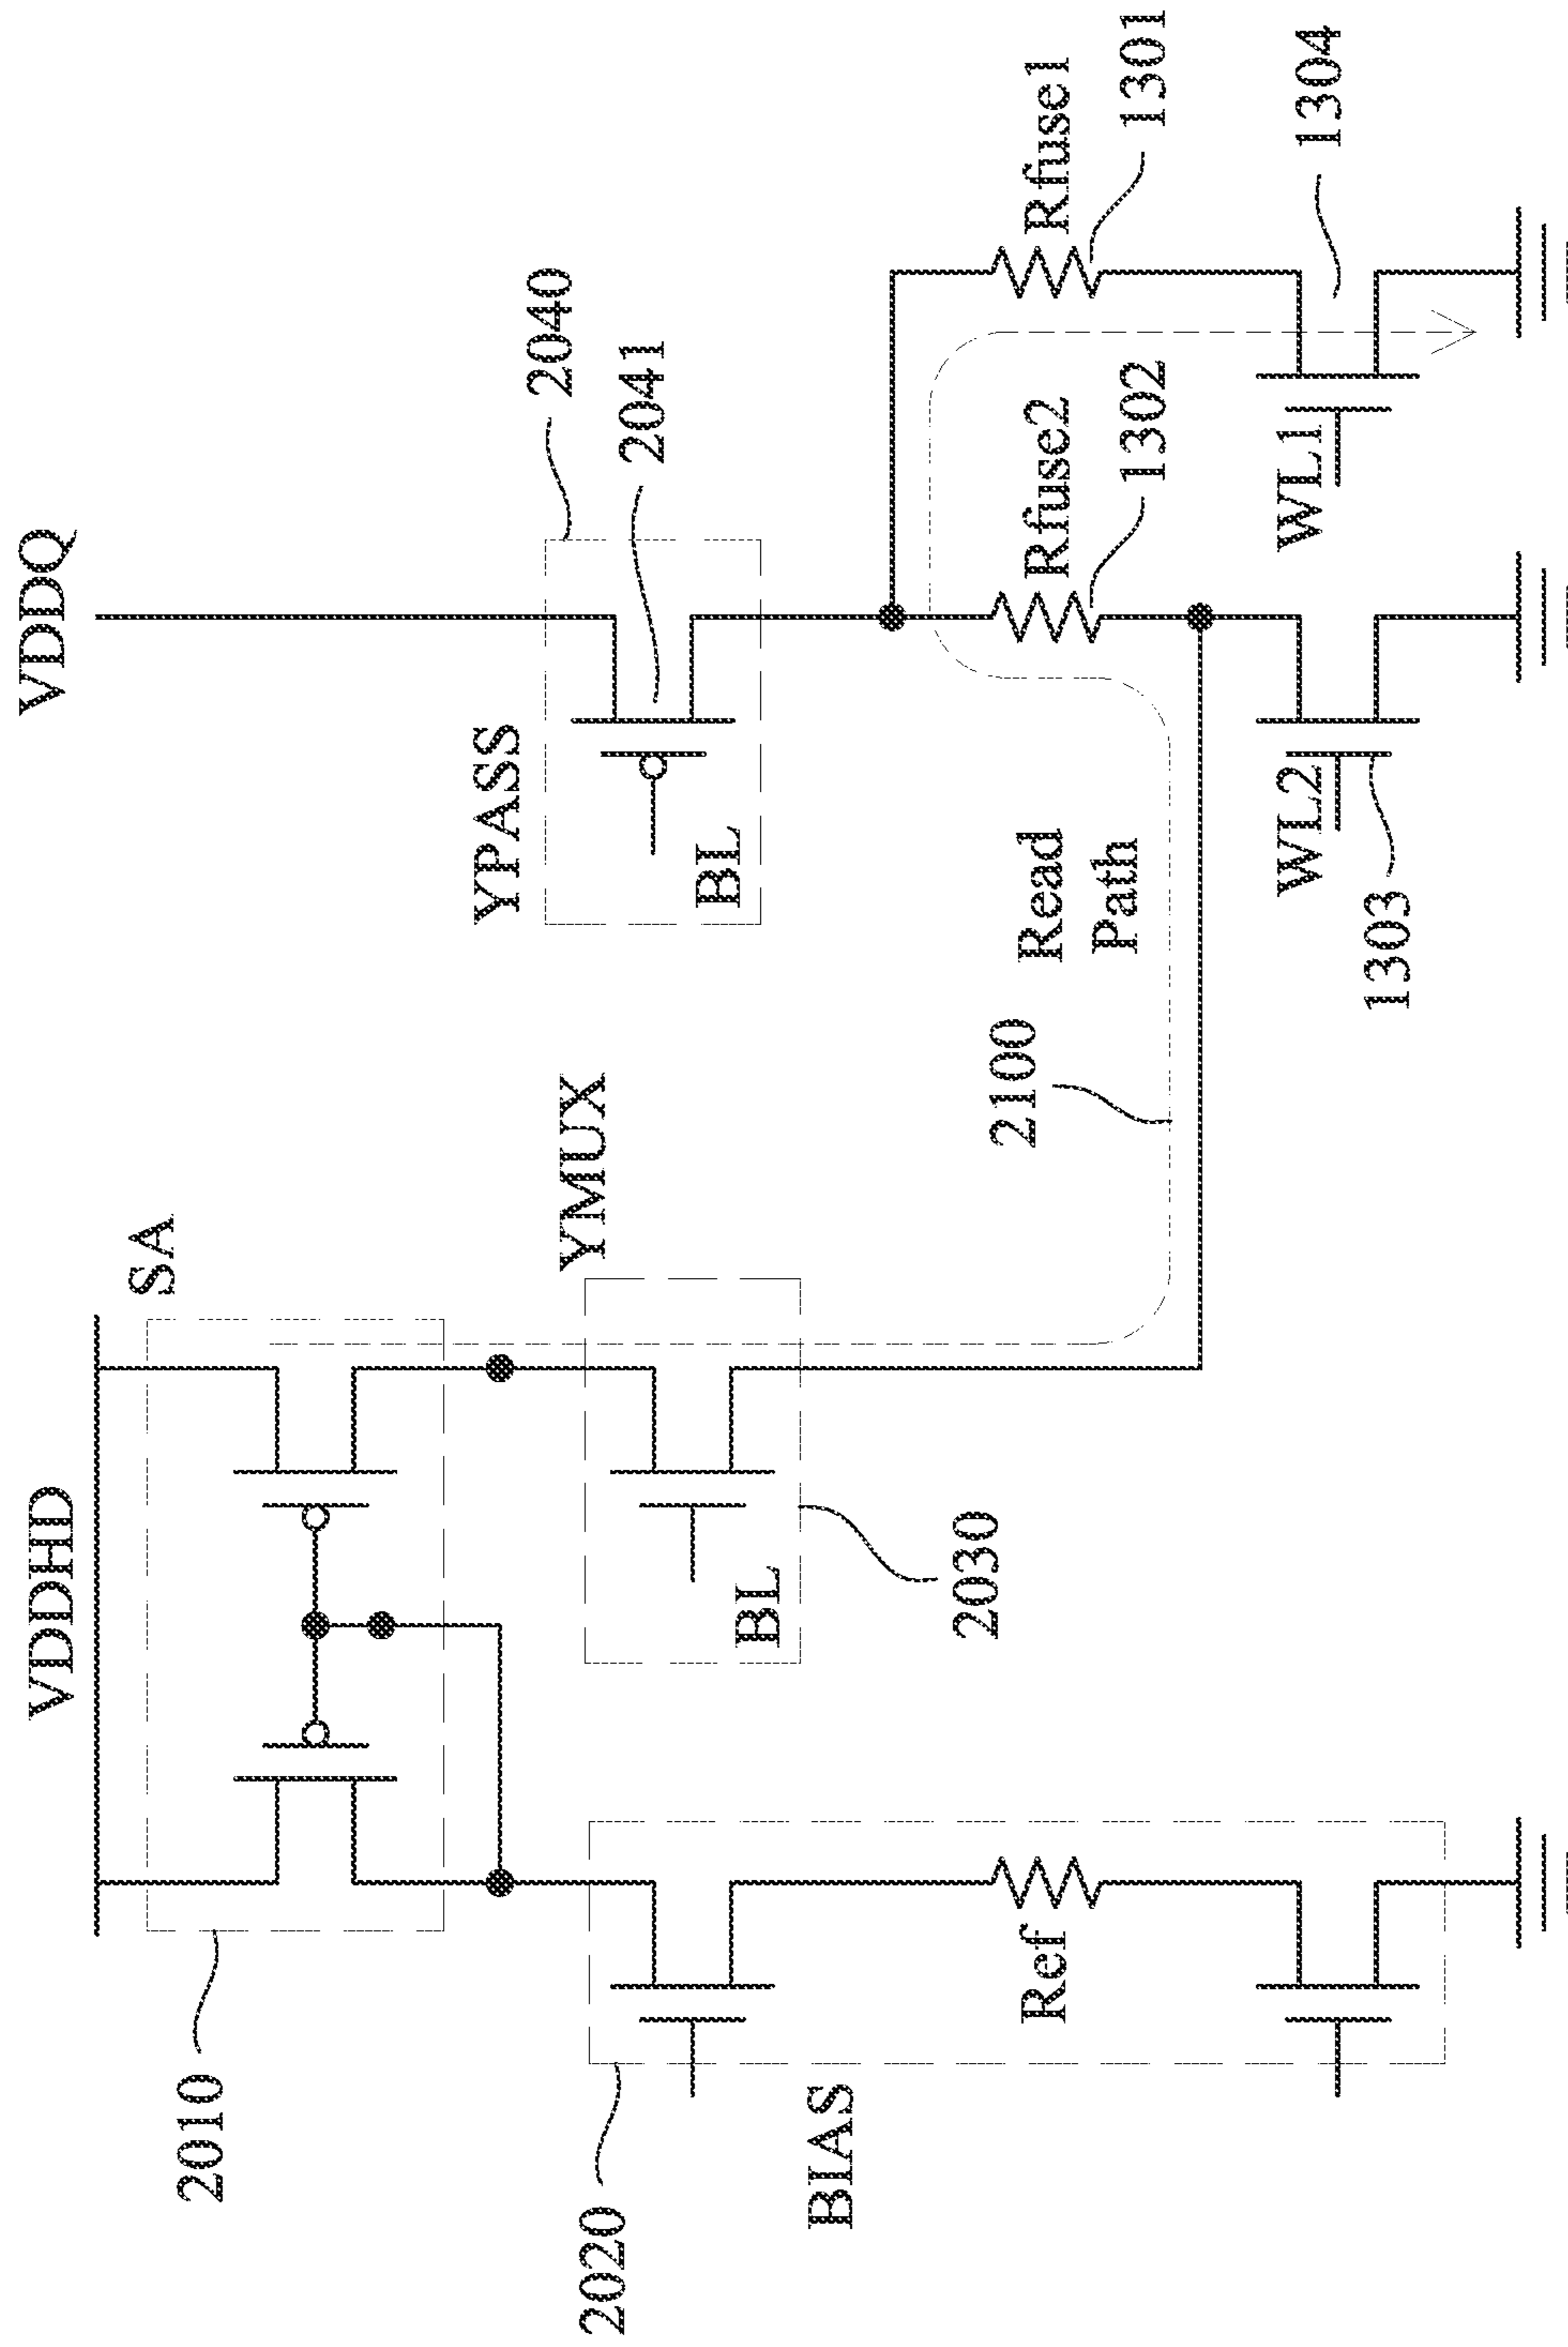 VDDHD
VDDQ
SA
2010
YMUX
YPASS
2040
2041
BL
BL
2020
BIAS
2030
Ref
2100
Read
Path
Rfuse2
1302
Rfuse1
1301
WL2
1303
WL1
1304